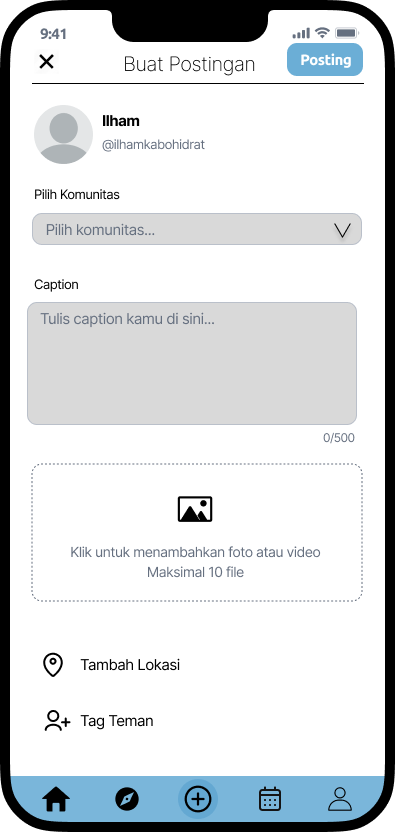 9:41
Buat Postingan
Posting
Ilham
@ilhamkabohidrat
Pilih Komunitas
Pilih komunitas...
Caption
Tulis caption kamu di sini...
0/500
Klik untuk menambahkan foto atau video
Maksimal 10 file
Tambah Lokasi
Tag Teman